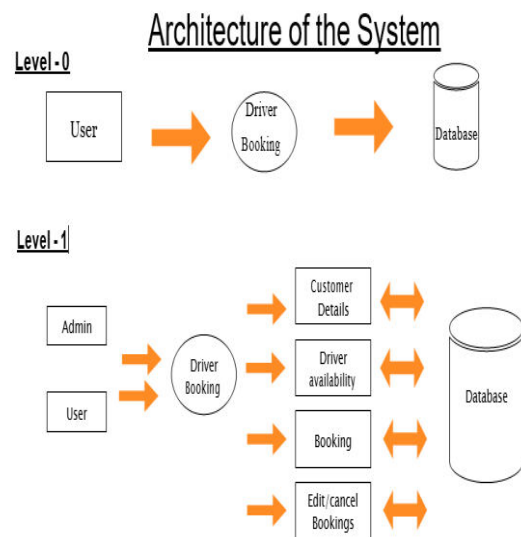 Architecture of the System
Level - 0
User
Driver
Booking
Database
Level - 1
Admin
User
Driver
Booking
Customer
Details
Driver
availability
Booking
Edit/cancel
Bookings
Database